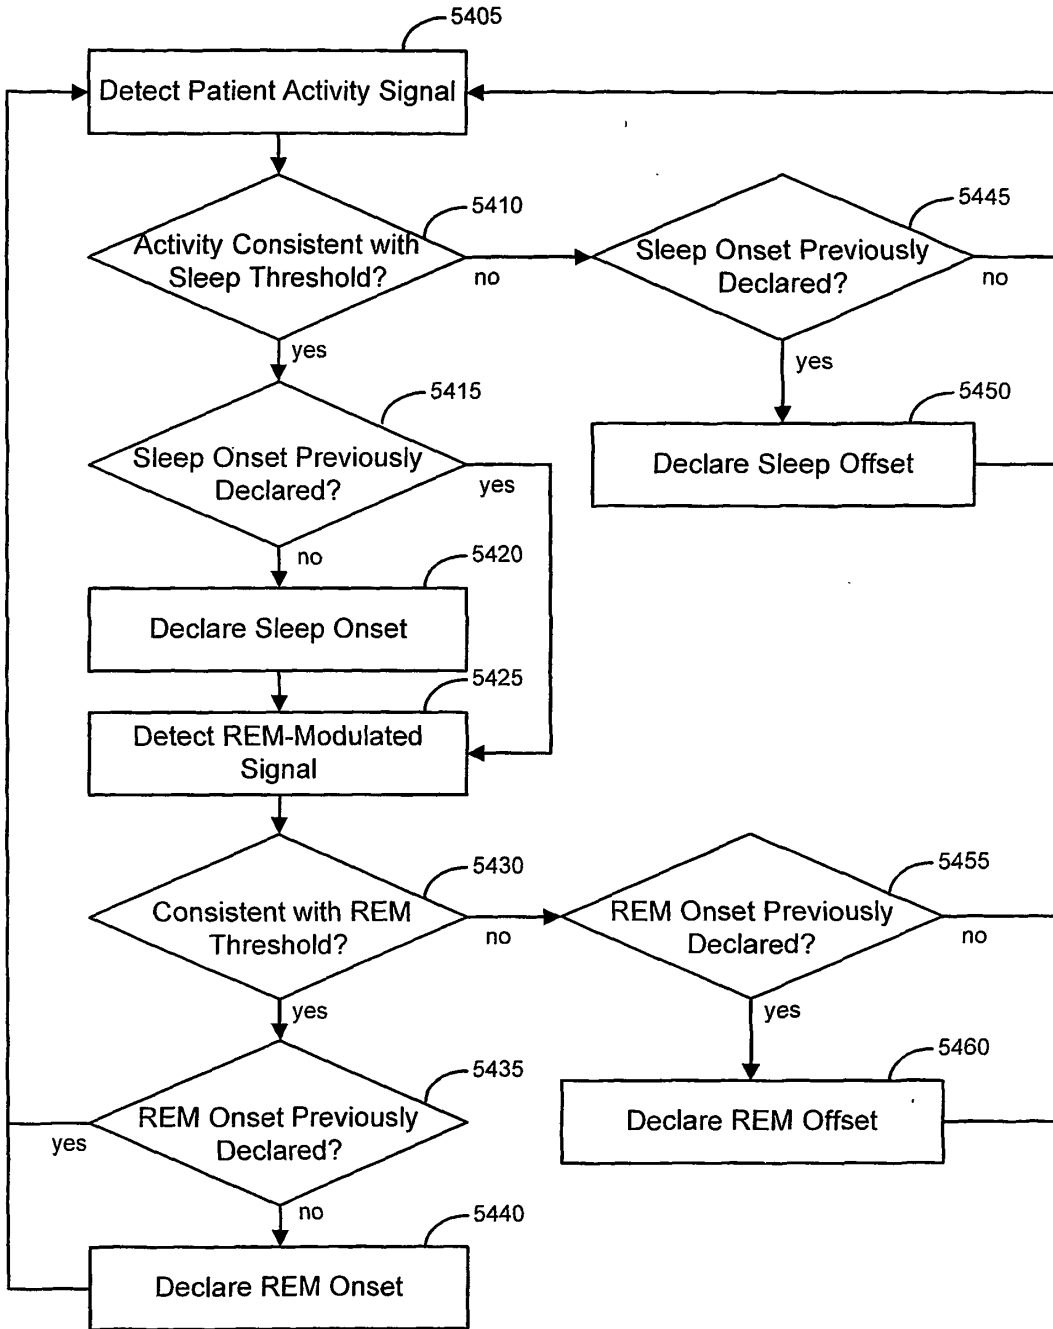 5405
Detect Patient Activity Signal
5410
Activity Consistent with
Sleep Threshold?
no
yes
5445
Sleep Onset Previously
Declared?
no
yes
5415
Sleep Onset Previously
Declared?
yes
no
5450
Declare Sleep Offset
5420
Declare Sleep Onset
5425
Detect REM-Modulated
Signal
5430
Consistent with REM
Threshold?
no
yes
5455
REM Onset Previously
Declared?
no
yes
5435
REM Onset Previously
Declared?
yes
no
5460
Declare REM Offset
5440
Declare REM Onset